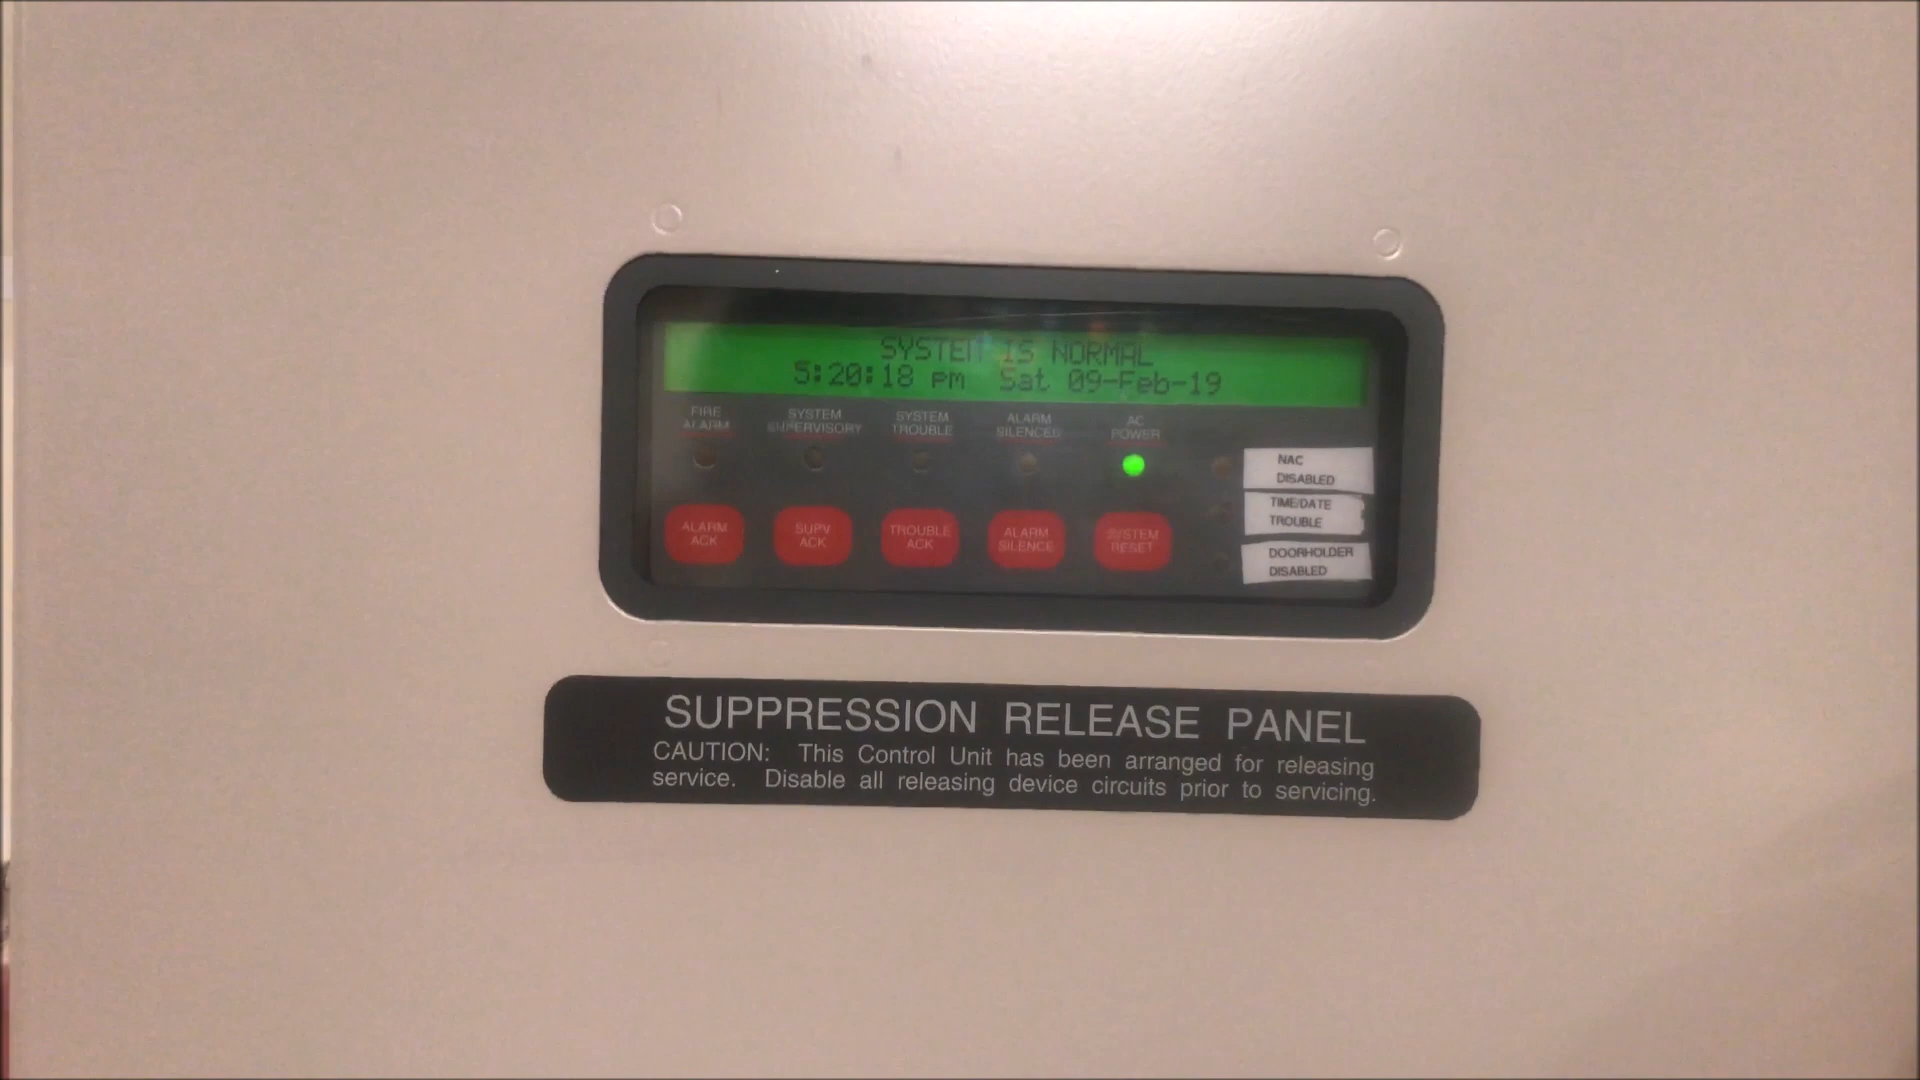 SYSTEM IS NORMAL
5:20:18 pm Sat 09-Feb-19
FIRE ALARM
SYSTEM SUPERVISORY
SYSTEM TROUBLE
ALARM SILENCED
AC POWER
NAC
DISABLED
TIME/DATE
TROUBLE
DOORHOLDER
DISABLED
ALARM ACK
SUPV ACK
TROUBLE ACK
ALARM SILENCE
SYSTEM RESET
SUPPRESSION RELEASE PANEL
CAUTION: This Control Unit has been arranged for releasing
service. Disable all releasing device circuits prior to servicing.